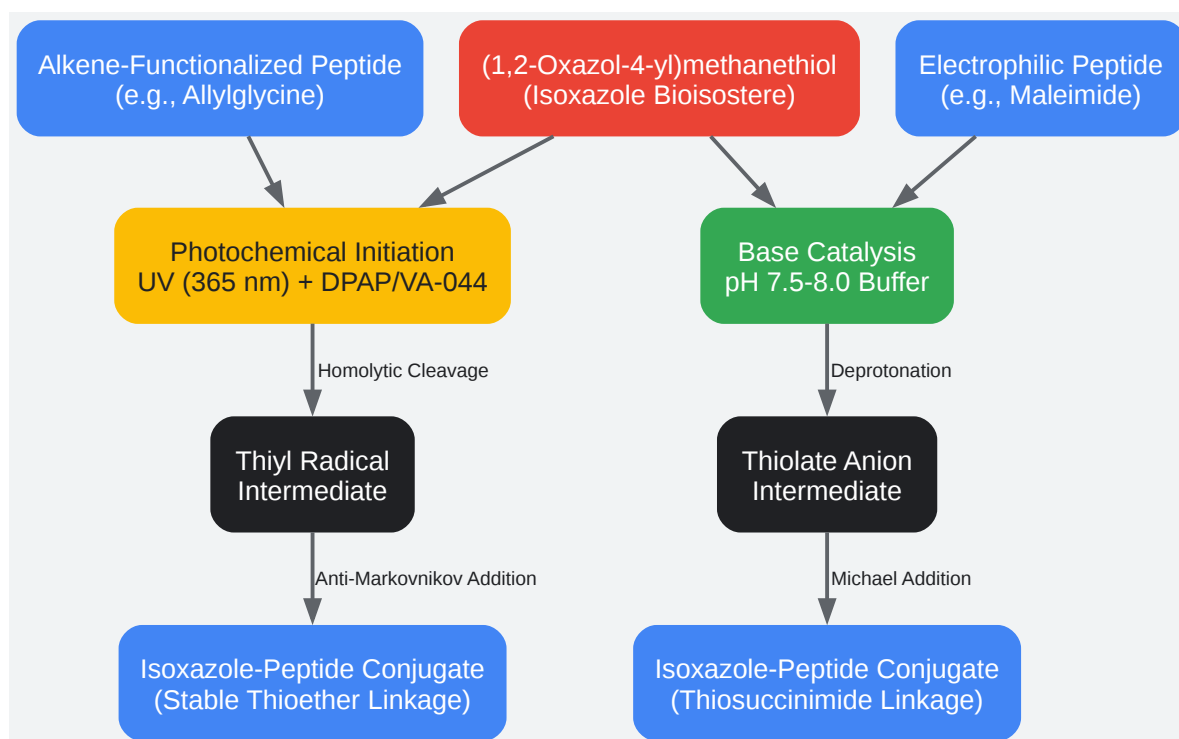 Alkene-Functionalized Peptide
(e.g., Allylglycine)
(1,2-Oxazol-4-yl)methanethiol
(Isoxazole Bioisostere)
Electrophilic Peptide
(e.g., Maleimide)
Photochemical Initiation
UV (365 nm) + DPAP/VA-044
Base Catalysis
pH 7.5-8.0 Buffer
Homolytic Cleavage
Deprotonation
Thiyl Radical
Intermediate
Thiolate Anion
Intermediate
Anti-Markovnikov Addition
Michael Addition
Isoxazole-Peptide Conjugate
(Stable Thioether Linkage)
Isoxazole-Peptide Conjugate
(Thiosuccinimide Linkage)